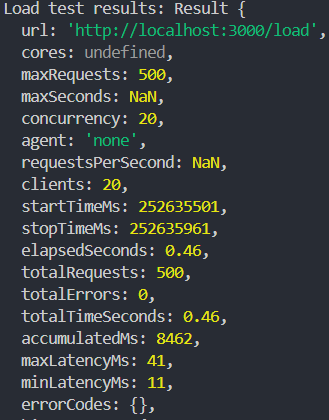 Load test results: Result {
url: 'http://localhost:3000/load',
cores: undefined,
maxRequests: 500,
maxSeconds: NaN,
concurrency: 20,
agent: 'none',
requestsPerSecond: NaN,
clients: 20,
startTimeMs: 252635501,
stopTimeMs: 252635961,
elapsedSeconds: 0.46,
totalRequests: 500,
totalErrors: 0,
totalTimeSeconds: 0.46,
accumulatedMs: 8462,
maxLatencyMs: 41,
minLatencyMs: 11,
errorCodes: {},